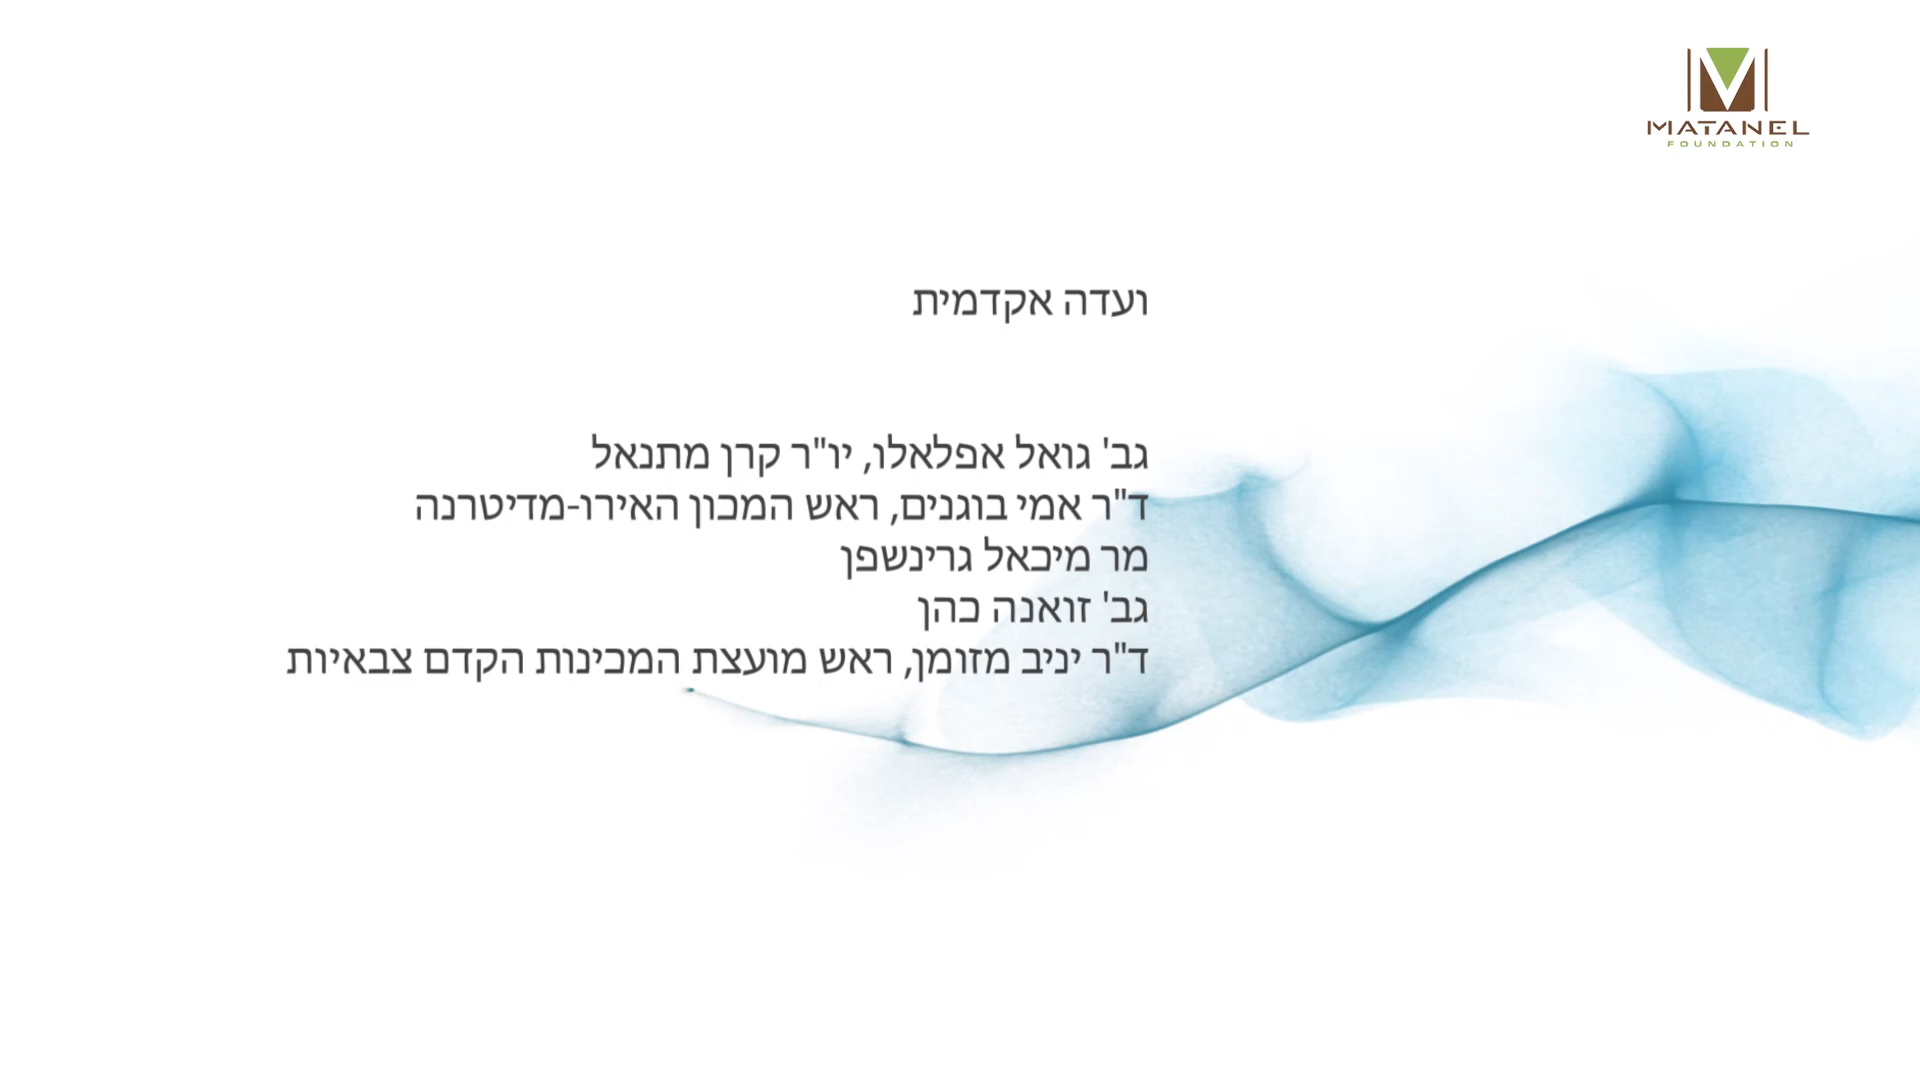 MATANEL
FOUNDATION
ועדה אקדמית
גב' גואל אפלאלו, יו"ר קרן מתנאל
ד"ר אמי בוגנים, ראש המכון האירו-מדיטרנה
מר מיכאל גרינשפן
גב' זואנה כהן
ד"ר יניב מזומן, ראש מועצת המכינות הקדם צבאיות